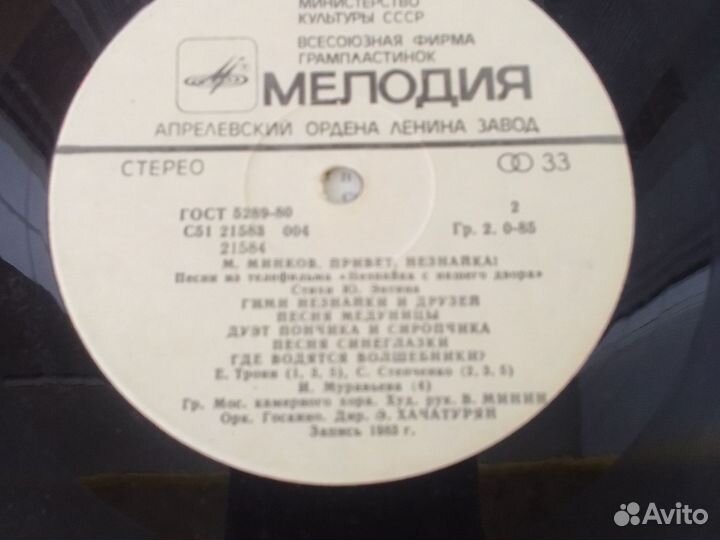 МИНИСТЕРСТВО
КУЛЬТУРЫ СССР
ВСЕСОЮЗНАЯ ФИРМА
ГРАМПЛАСТИНОК
МЕЛОДИЯ
АПРЕЛЕВСКИЙ ОРДЕНА ЛЕНИНА ЗАВОД
СТЕРЕО 33
ГОСТ 5289-80 2
С51 21583 004 Гр. 2. 0-85
21584
М. МИНКОВ. ПРИВЕТ, НЕЗНАЙКА!
Песни из телефильма «Незнайка с нашего двора»
Стихи Ю. Энтина
ГИМН НЕЗНАЙКИ И ДРУЗЕЙ
ПЕСНЯ МЕДУНИЦЫ
ДУЭТ ПОНЧИКА И СИРОПЧИКА
ПЕСНЯ СИНЕГЛАЗКИ
ГДЕ ВОДЯТСЯ ВОЛШЕБНИКИ?
Е. Троян (1, 3, 5), С. Степченко (2, 3, 5)
И. Муравьева (4)
Гр. Мос. камерного хора. Худ. рук. В. МИНИН
Орк. Госкино. Дир. Э. ХАЧАТУРЯН
Запись 1983 г.
Avito